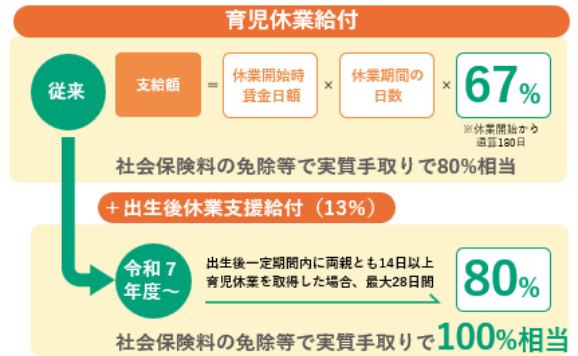 育児休業給付
従来
支給額 = 休業開始時賃金日額 × 休業期間の日数 × 67%
※休業開始から
通算180日
社会保険料の免除等で実質手取りで80%相当
＋出生後休業支援給付（13%）
令和７
年度～
出生後一定期間内に両親とも14日以上
育児休業を取得した場合、最大28日間
80%
社会保険料の免除等で実質手取りで100%相当